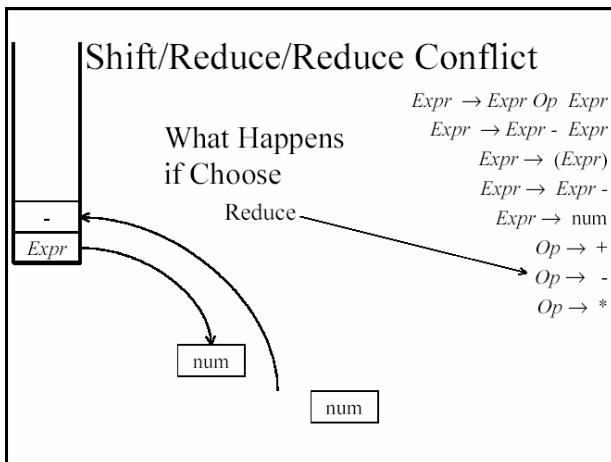 Shift/Reduce/Reduce Conflict
What Happens
if Choose
Reduce
Expr → Expr Op Expr
Expr → Expr - Expr
Expr → (Expr)
Expr → Expr -
Expr → num
Op → +
Op → -
Op → *
-
Expr
num
num